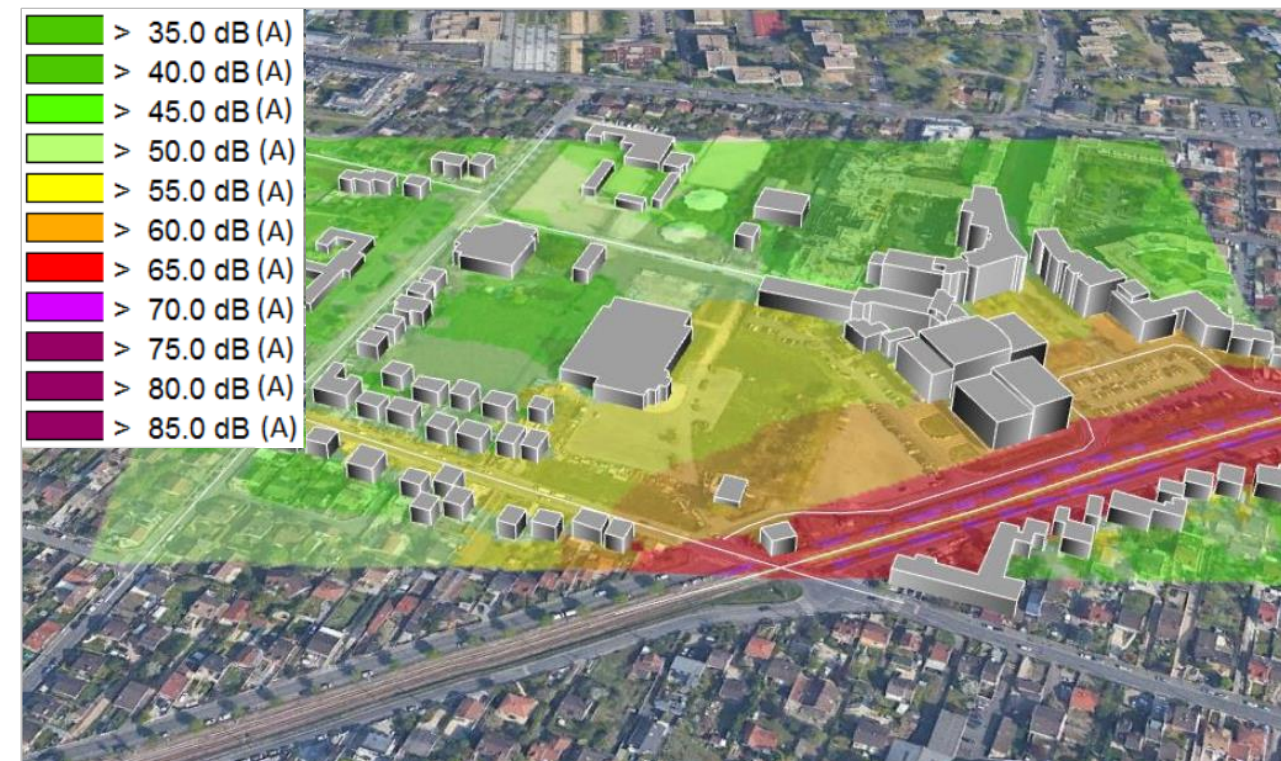 > 35.0 dB (A)
> 40.0 dB (A)
> 45.0 dB (A)
> 50.0 dB (A)
> 55.0 dB (A)
> 60.0 dB (A)
> 65.0 dB (A)
> 70.0 dB (A)
> 75.0 dB (A)
> 80.0 dB (A)
> 85.0 dB (A)